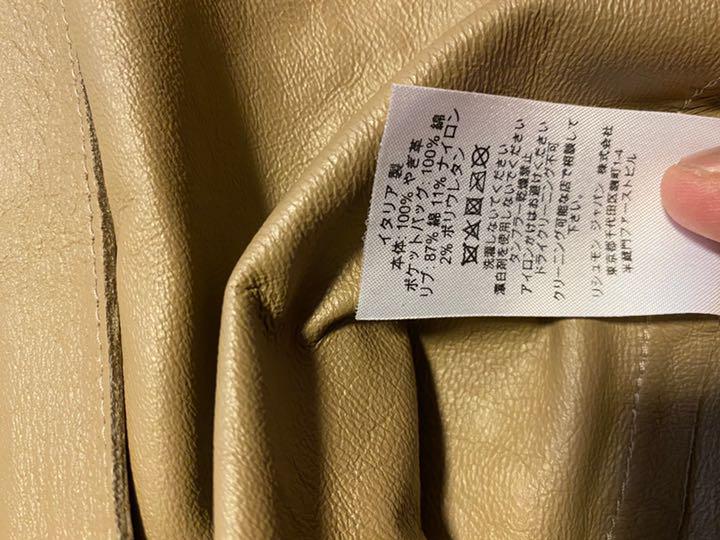 イタリア 製
本体: 100% やぎ革
ポケットバッグ: 100% 綿
リブ: 87% 綿 11% ナイロン
2% ポリウレタン
洗濯しないでください
漂白剤を使用しないでください
タンブラー乾燥禁止
アイロンがけはお避けください
ドライクリーニング不可
クリーニング可能な店で相談して
下さい。
リシュモン ジャパン 株式会社
東京都千代田区麹町1-4
半蔵門ファーストビル